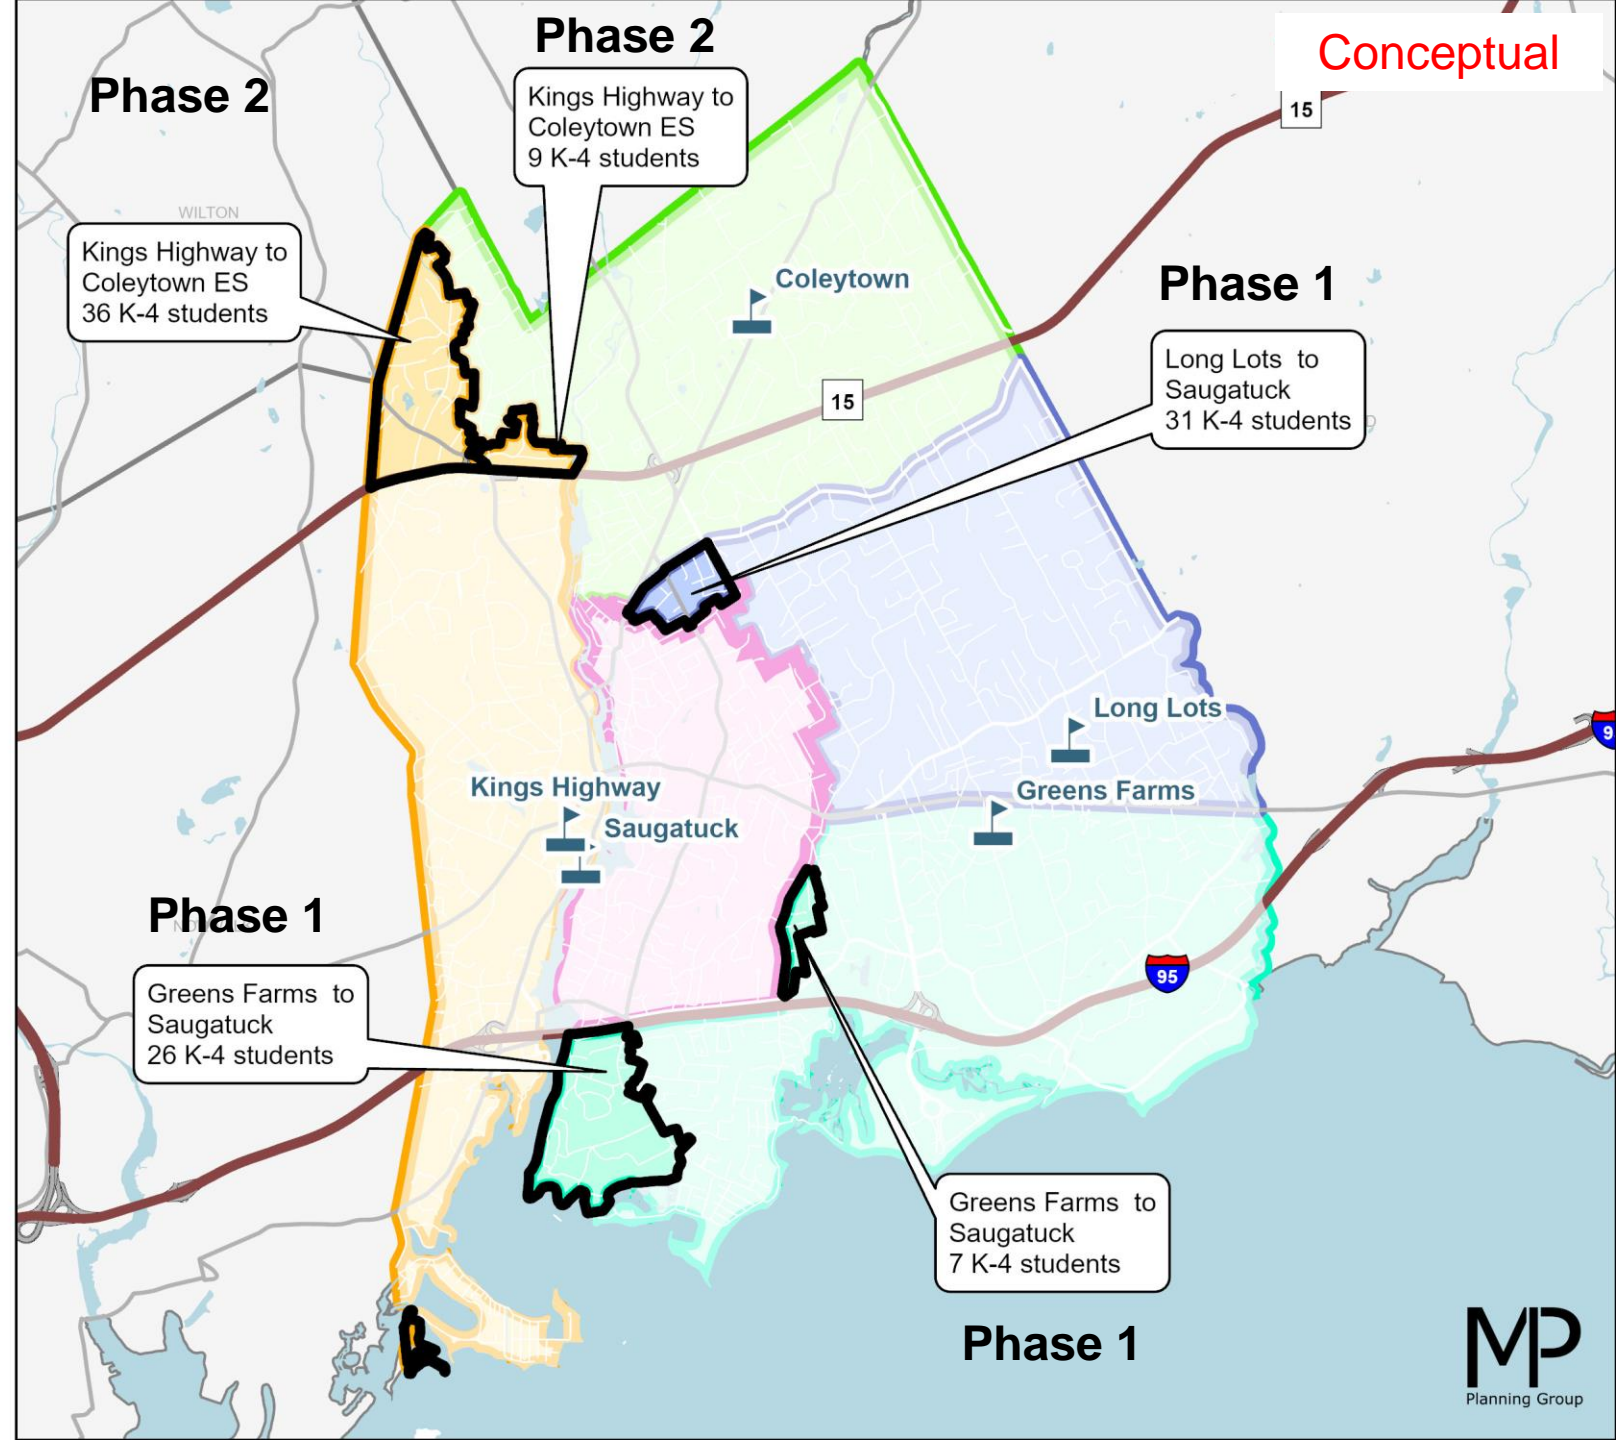 Phase 2
Conceptual
Phase 2
Kings Highway to
Coleytown ES
9 K-4 students
15
WILTON
Kings Highway to
Coleytown ES
36 K-4 students
Coleytown
Phase 1
Long Lots  to
Saugatuck
31 K-4 students
15
Long Lots
9
Kings Highway
Greens Farms
Saugatuck
Phase 1
95
Greens Farms  to
Saugatuck
26 K-4 students
Greens Farms  to
Saugatuck
7 K-4 students
Phase 1
MP
Planning Group